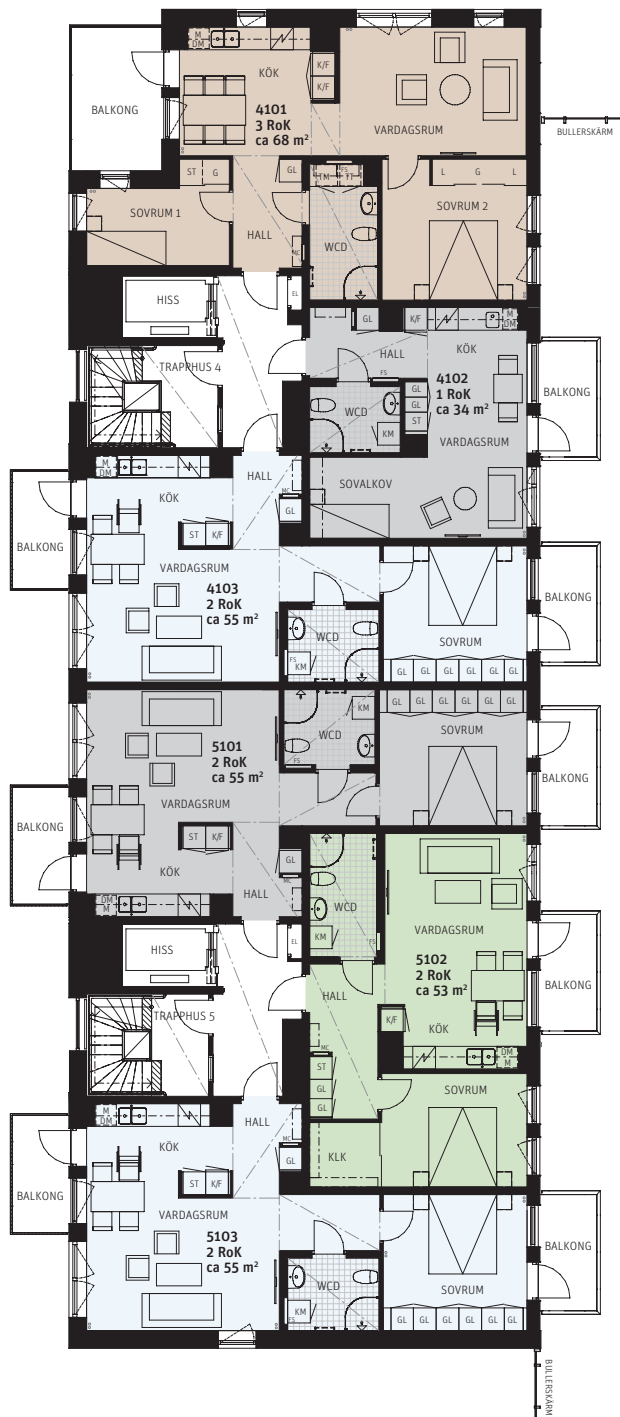 M
DM
KÖK
K/F
K/F
BALKONG
4101
3 RoK
ca 68 m²
VARDAGSRUM
BULLERSKÄRM
ST
G
GL
TM
FS
TT
L
G
L
SOVRUM 1
SOVRUM 2
HALL
WCD
MC
HISS
EL
GL
K/F
M
DM
TRAPPHUS 4
HALL
KÖK
FS
4102
1 RoK
ca 34 m²
BALKONG
GL
GL
ST
WCD
KM
VARDAGSRUM
M
DM
KÖK
HALL
MC
GL
SOVALKOV
ST
K/F
BALKONG
VARDAGSRUM
4103
2 RoK
ca 55 m²
BALKONG
WCD
FS
KM
SOVRUM
GL
GL
GL
GL
GL
GL
GL
GL
GL
GL
GL
GL
KM
WCD
FS
SOVRUM
5101
2 RoK
ca 55 m²
BALKONG
VARDAGSRUM
BALKONG
ST
K/F
GL
MC
KÖK
HALL
DM
M
WCD
KM
FS
VARDAGSRUM
HISS
EL
5102
2 RoK
ca 53 m²
BALKONG
HALL
TRAPPHUS 5
K/F
KÖK
MC
DM
M
ST
GL
GL
SOVRUM
M
DM
KÖK
HALL
MC
GL
KLK
ST
K/F
BALKONG
VARDAGSRUM
5103
2 RoK
ca 55 m²
BALKONG
WCD
KM
FS
SOVRUM
GL
GL
GL
GL
GL
GL
BULLERSKÄRM